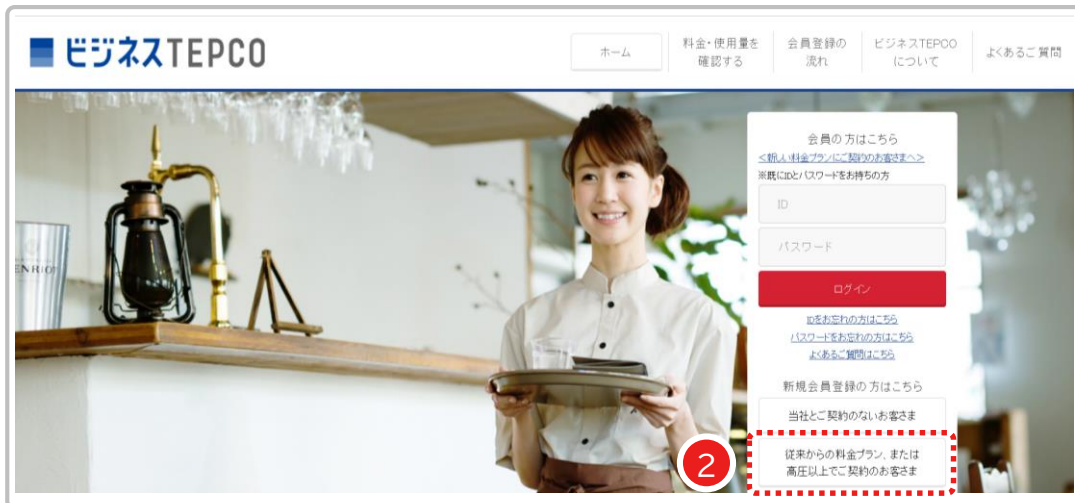 ビジネスTEPCO
ホーム
料金・使用量を
確認する
会員登録の
流れ
ビジネスTEPCO
について
よくあるご質問
会員の方はこちら
<新しい料金プランにご契約のお客さまへ>
※既にIDとパスワードをお持ちの方
ID
パスワード
ログイン
IDをお忘れの方はこちら
パスワードをお忘れの方はこちら
よくあるご質問はこちら
新規会員登録の方はこちら
当社とご契約のないお客さま
従来からの料金プラン、または
高圧以上でご契約のお客さま
2